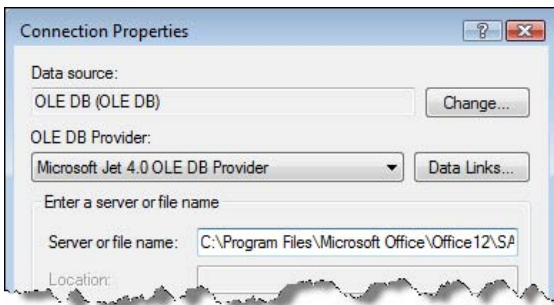 Connection Properties
Data source:
OLE DB (OLE DB)
Change...
OLE DB Provider:
Microsoft Jet 4.0 OLE DB Provider
Data Links...
Enter a server or file name
Server or file name:
C:\Program Files\Microsoft Office\Office12\SA
Location: